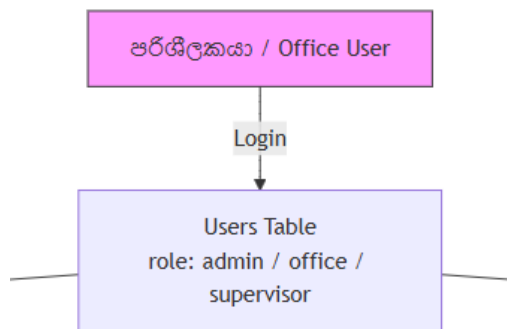 පරිශීලකයා / Office User
Login
Users Table
role: admin / office /
supervisor